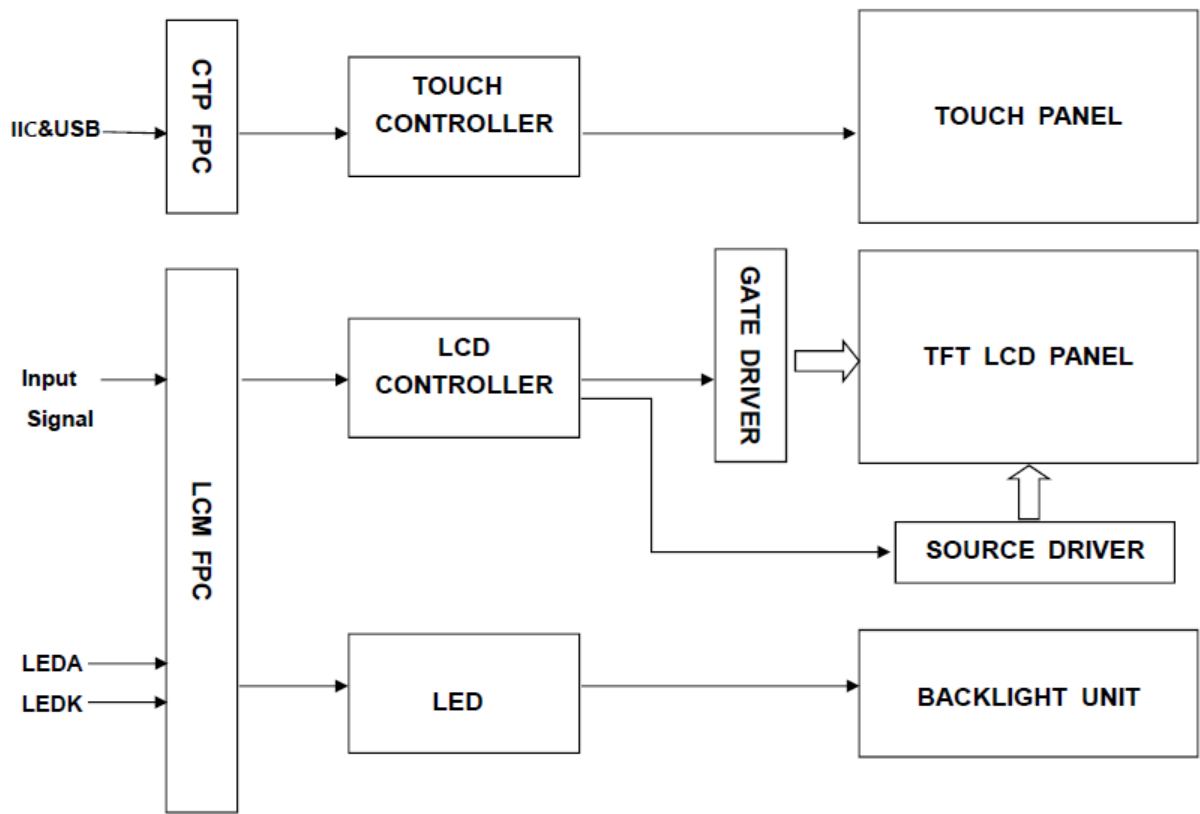 IIC&USB
CTP FPC
TOUCH
CONTROLLER
TOUCH PANEL
Input
Signal
LCM FPC
LCD
CONTROLLER
GATE DRIVER
TFT LCD PANEL
SOURCE DRIVER
LEDA
LEDK
LED
BACKLIGHT UNIT